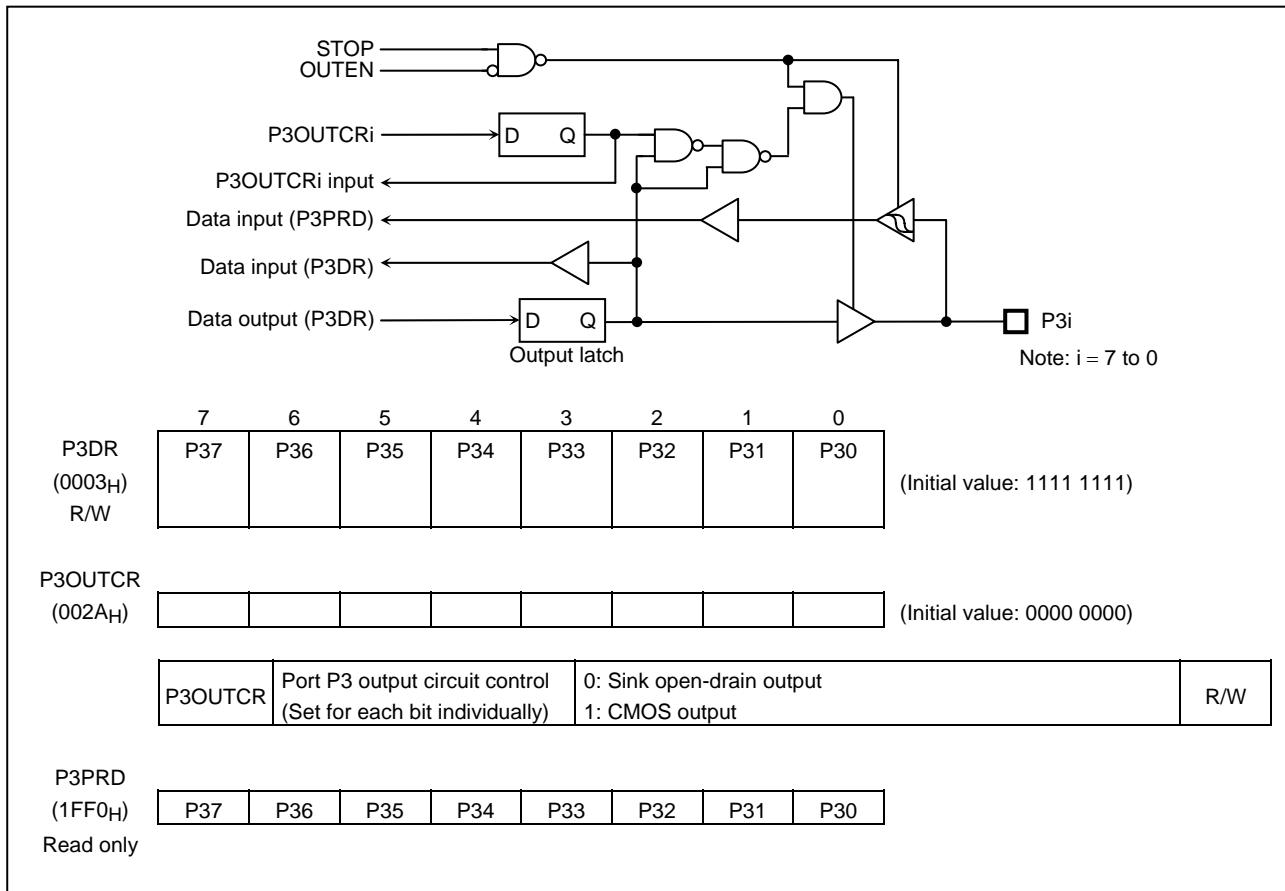 STOP
OUTEN
P3OUTCRi
D Q
P3OUTCRi input
Data input (P3PRD)
Data input (P3DR)
Data output (P3DR)
D Q
Output latch
P3i
Note: i = 7 to 0
7 6 5 4 3 2 1 0
P3DR
(0003H)
R/W
P37 P36 P35 P34 P33 P32 P31 P30
(Initial value: 1111 1111)
P3OUTCR
(002AH)
(Initial value: 0000 0000)
P3OUTCR
Port P3 output circuit control
(Set for each bit individually)
0: Sink open-drain output
1: CMOS output
R/W
P3PRD
(1FF0H)
Read only
P37 P36 P35 P34 P33 P32 P31 P30